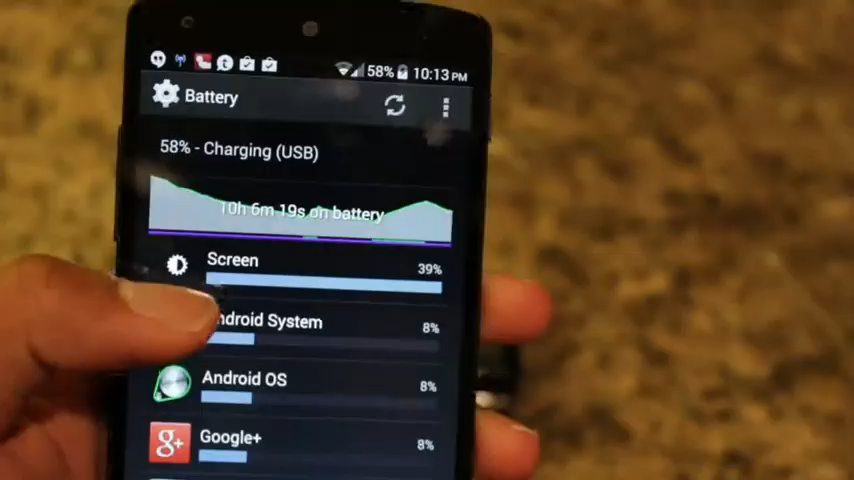 58% 10:13 PM
Battery
58% - Charging (USB)
10h 6m 19s on battery
Screen
39%
ndroid System
8%
Android OS
8%
g+ Google+
8%